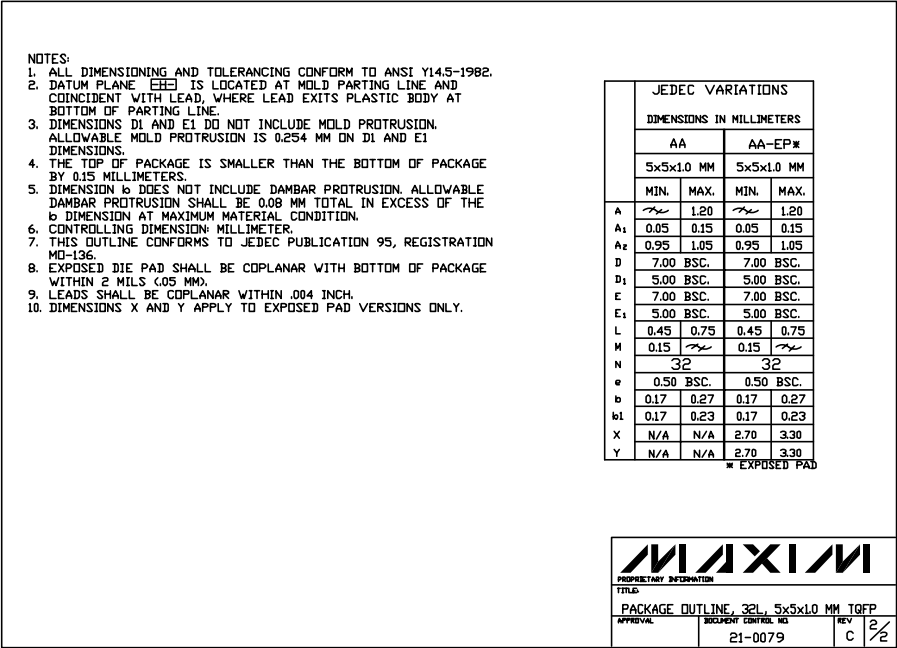 NOTES:
1. ALL DIMENSIONING AND TOLERANCING CONFORM TO ANSI Y14.5-1982.
2. DATUM PLANE -H- IS LOCATED AT MOLD PARTING LINE AND
COINCIDENT WITH LEAD, WHERE LEAD EXITS PLASTIC BODY AT
BOTTOM OF PARTING LINE.
3. DIMENSIONS D1 AND E1 DO NOT INCLUDE MOLD PROTRUSION.
ALLOWABLE MOLD PROTRUSION IS 0.254 MM ON D1 AND E1
DIMENSIONS.
4. THE TOP OF PACKAGE IS SMALLER THAN THE BOTTOM OF PACKAGE
BY 0.15 MILLIMETERS.
5. DIMENSION b DOES NOT INCLUDE DAMBAR PROTRUSION. ALLOWABLE
DAMBAR PROTRUSION SHALL BE 0.08 MM TOTAL IN EXCESS OF THE
b DIMENSION AT MAXIMUM MATERIAL CONDITION.
6. CONTROLLING DIMENSION: MILLIMETER.
7. THIS OUTLINE CONFORMS TO JEDEC PUBLICATION 95, REGISTRATION
MO-136.
8. EXPOSED DIE PAD SHALL BE COPLANAR WITH BOTTOM OF PACKAGE
WITHIN 2 MILS (.05 MM).
9. LEADS SHALL BE COPLANAR WITHIN .004 INCH.
10. DIMENSIONS X AND Y APPLY TO EXPOSED PAD VERSIONS ONLY.
JEDEC VARIATIONS
DIMENSIONS IN MILLIMETERS
AA AA-EP*
5x5x1.0 MM 5x5x1.0 MM
MIN. MAX. MIN. MAX.
A 1.20 1.20
A1 0.05 0.15 0.05 0.15
A2 0.95 1.05 0.95 1.05
D 7.00 BSC. 7.00 BSC.
D1 5.00 BSC. 5.00 BSC.
E 7.00 BSC. 7.00 BSC.
E1 5.00 BSC. 5.00 BSC.
L 0.45 0.75 0.45 0.75
M 0.15 0.15
N 32 32
e 0.50 BSC. 0.50 BSC.
b 0.17 0.27 0.17 0.27
b1 0.17 0.23 0.17 0.23
X N/A N/A 2.70 3.30
Y N/A N/A 2.70 3.30
* EXPOSED PAD
MAXIM
PROPRIETARY INFORMATION
TITLE:
PACKAGE OUTLINE, 32L, 5x5x1.0 MM TQFP
APPROVAL DOCUMENT CONTROL NO. REV 2/2
21-0079 C